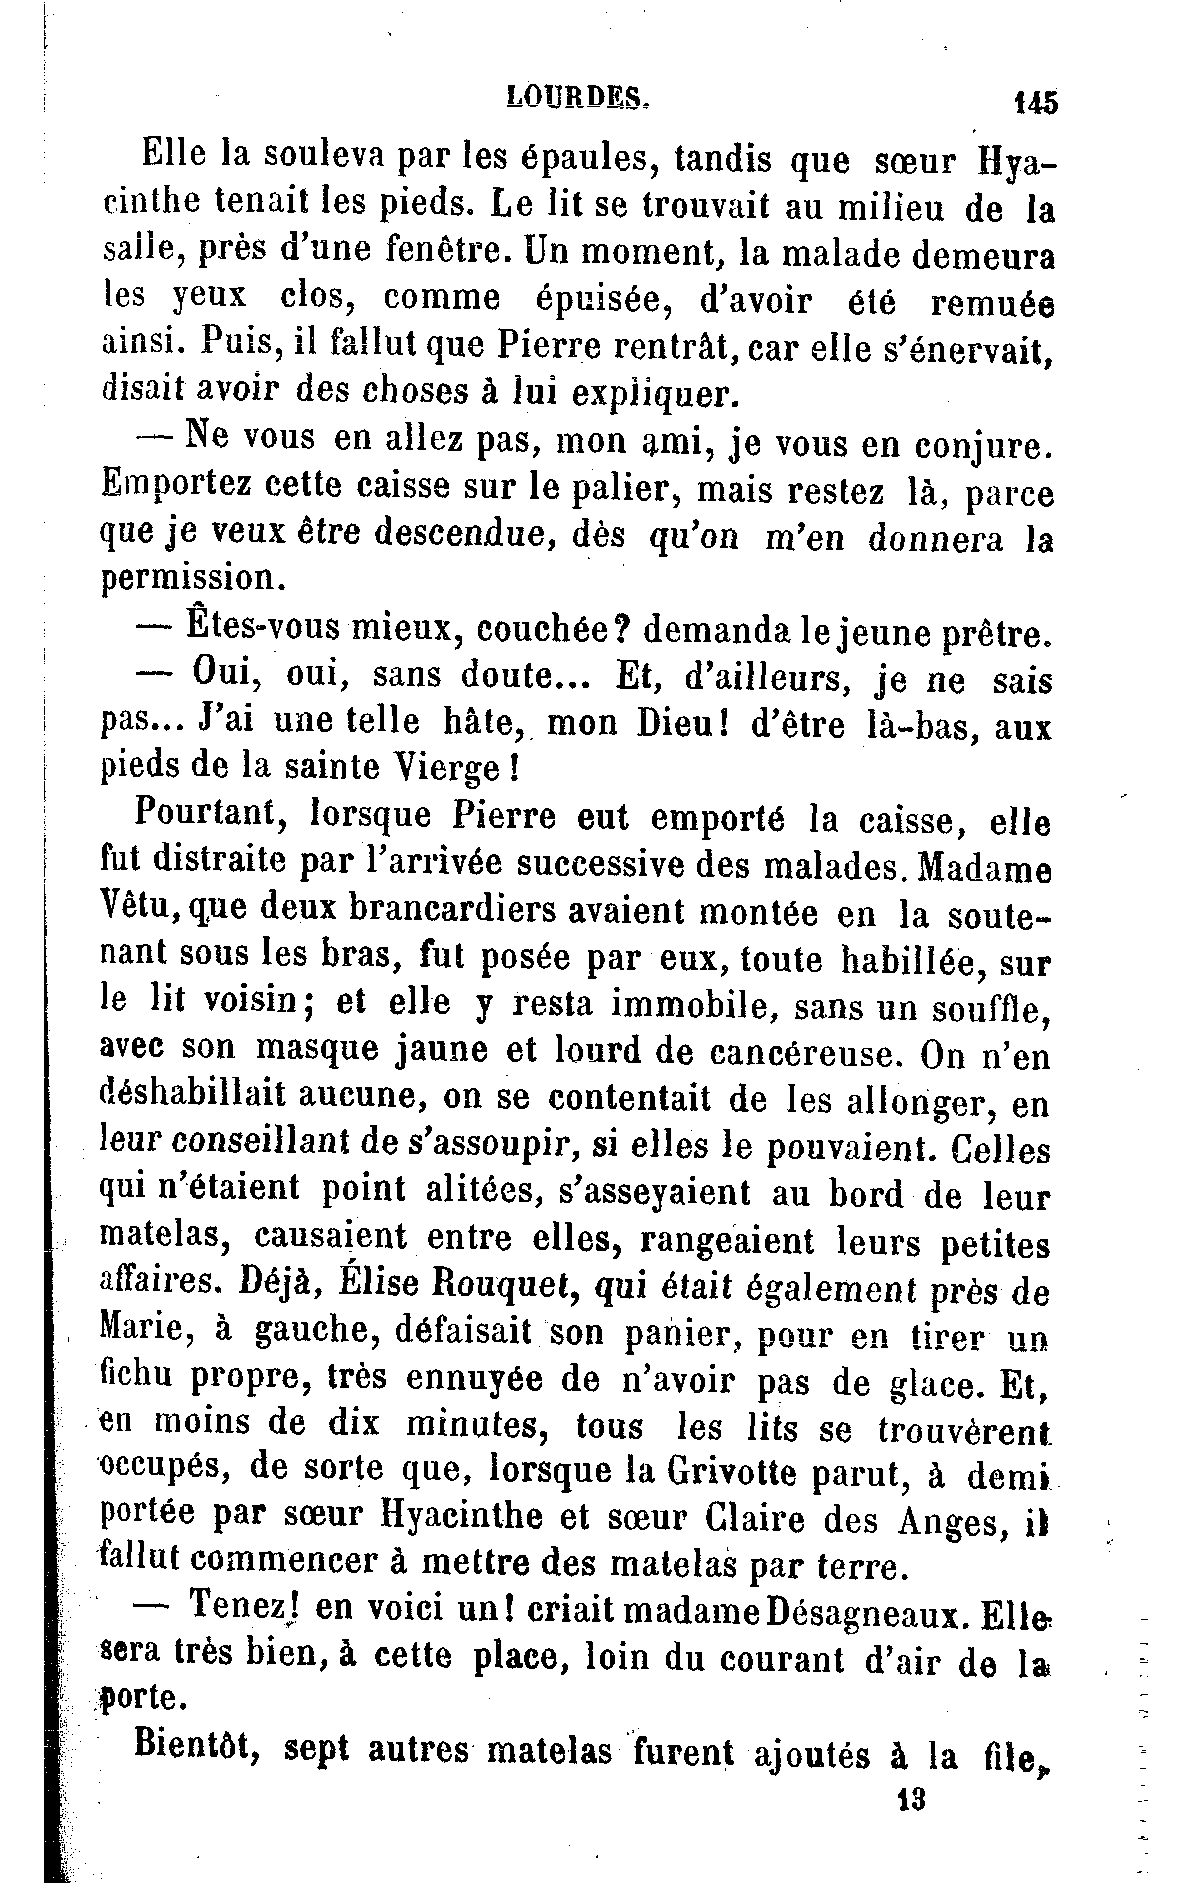 LOURDES. 145
Elle la souleva par les épaules, tandis que sœur Hya-
cinthe tenait les pieds. Le lit se trouvait au milieu de la
salle, près d'une fenêtre. Un moment, la malade demeura
les yeux clos, comme épuisée, d'avoir été remuée
ainsi. Puis, il fallut que Pierre rentrât, car elle s'énervait,
disait avoir des choses à lui expliquer.
— Ne vous en allez pas, mon ami, je vous en conjure.
Emportez cette caisse sur le palier, mais restez là, parce
que je veux être descendue, dès qu'on m'en donnera la
permission.
— Êtes-vous mieux, couchée? demanda le jeune prêtre.
— Oui, oui, sans doute... Et, d'ailleurs, je ne sais
pas... J'ai une telle hâte, mon Dieu! d'être là-bas, aux
pieds de la sainte Vierge!
Pourtant, lorsque Pierre eut emporté la caisse, elle
fut distraite par l'arrivée successive des malades. Madame
Vêtu, que deux brancardiers avaient montée en la soute-
nant sous les bras, fut posée par eux, toute habillée, sur
le lit voisin; et elle y resta immobile, sans un souffle,
avec son masque jaune et lourd de cancéreuse. On n'en
déshabillait aucune, on se contentait de les allonger, en
leur conseillant de s'assoupir, si elles le pouvaient. Celles
qui n'étaient point alitées, s'asseyaient au bord de leur
matelas, causaient entre elles, rangeaient leurs petites
affaires. Déjà, Élise Rouquet, qui était également près de
Marie, à gauche, défaisait son panier, pour en tirer un
fichu propre, très ennuyée de n'avoir pas de glace. Et,
en moins de dix minutes, tous les lits se trouvèrent
occupés, de sorte que, lorsque la Grivotte parut, à demi
portée par sœur Hyacinthe et sœur Claire des Anges, il
fallut commencer à mettre des matelas par terre.
— Tenez! en voici un! criait madame Désagneaux. Elle
sera très bien, à cette place, loin du courant d'air de la
porte.
Bientôt, sept autres matelas furent ajoutés à la file,
13